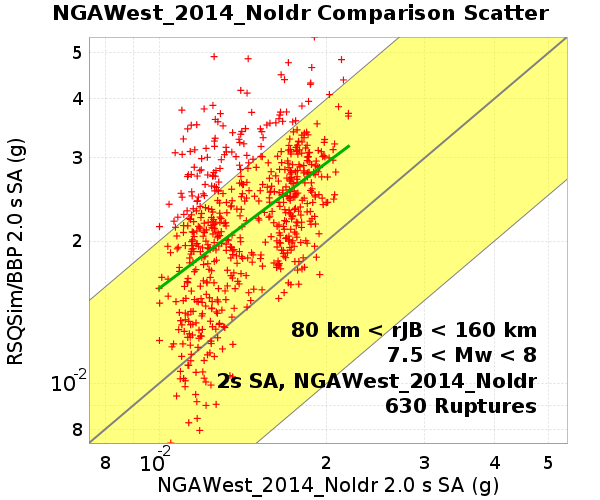 NGAWest_2014_NoIdr Comparison Scatter
RSQSim/BBP 2.0 s SA (g)
5
4
3
2
10⁻²
8
80 km < rJB < 160 km
7.5 < Mw < 8
2s SA, NGAWest_2014_NoIdr
630 Ruptures
8 10⁻² 2 3 4 5
NGAWest_2014_NoIdr 2.0 s SA (g)